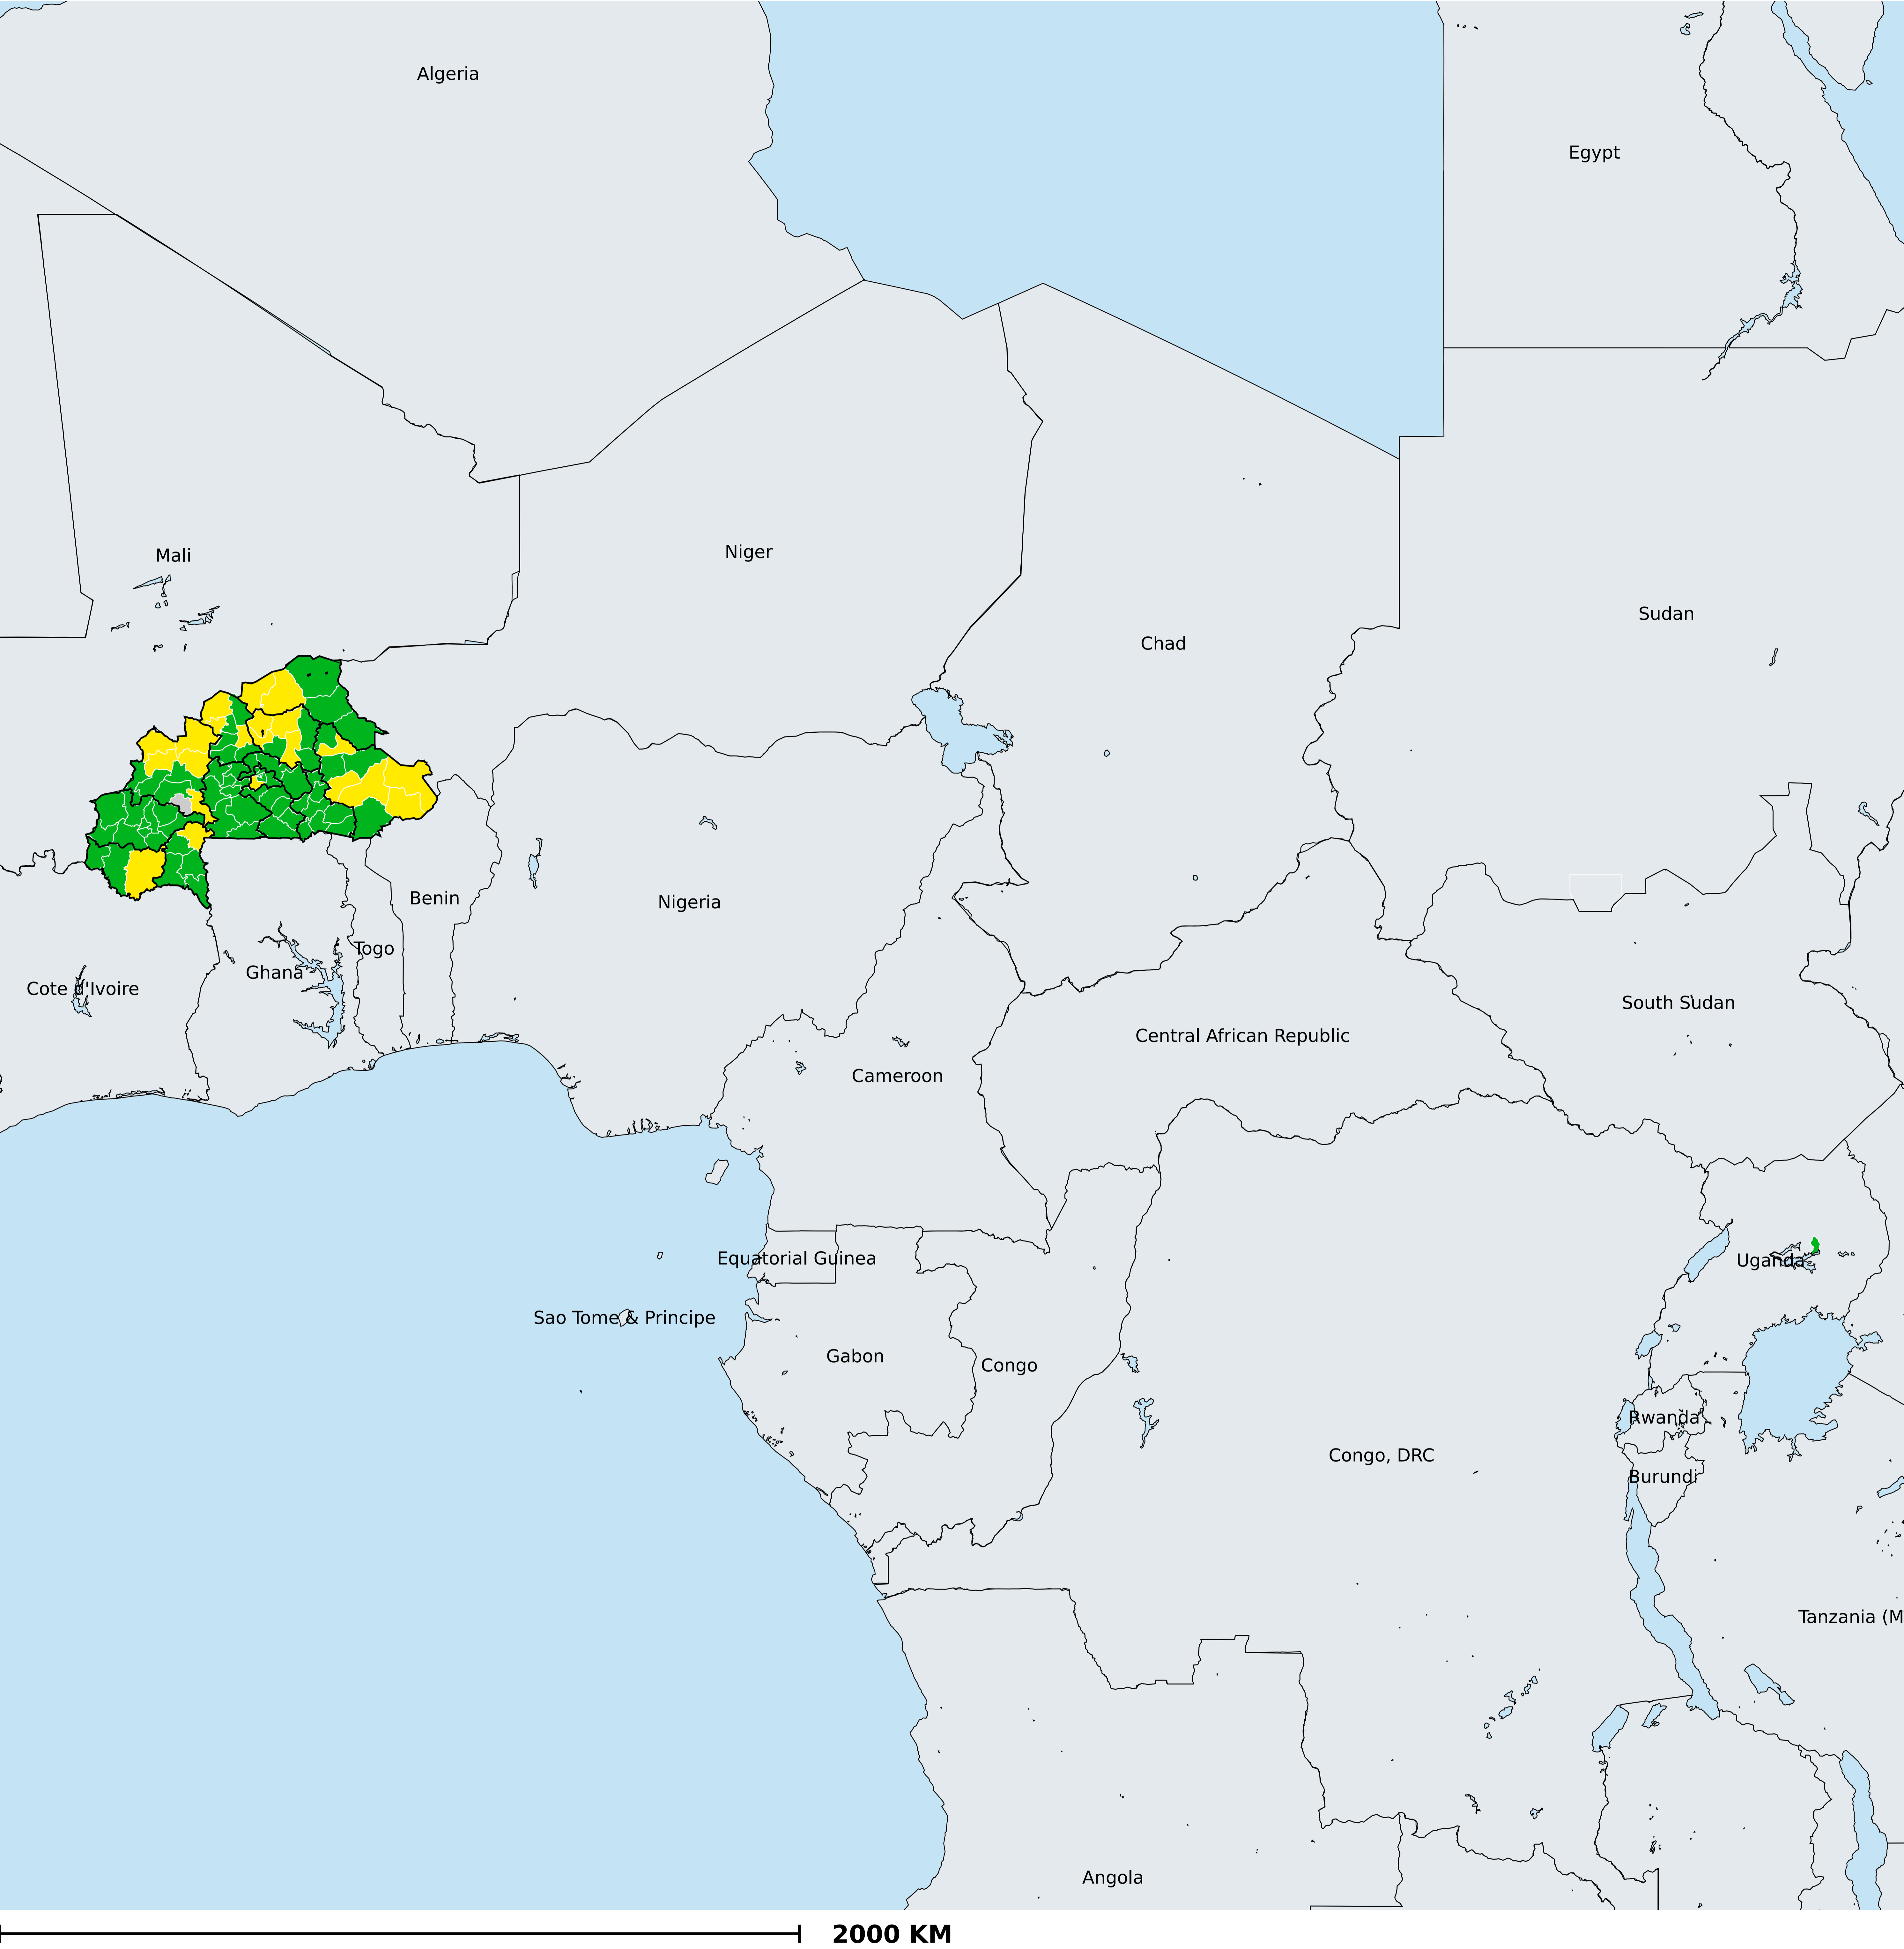 Algeria
Egypt
Mali
Niger
Sudan
Chad
Benin
Nigeria
Togo
Ghana
Cote d'Ivoire
South Sudan
Central African Republic
Cameroon
Equatorial Guinea
Uganda
Sao Tome & Principe
Gabon
Congo
Rwanda
Congo, DRC
Burundi
Tanzania (M
Angola
2000 KM